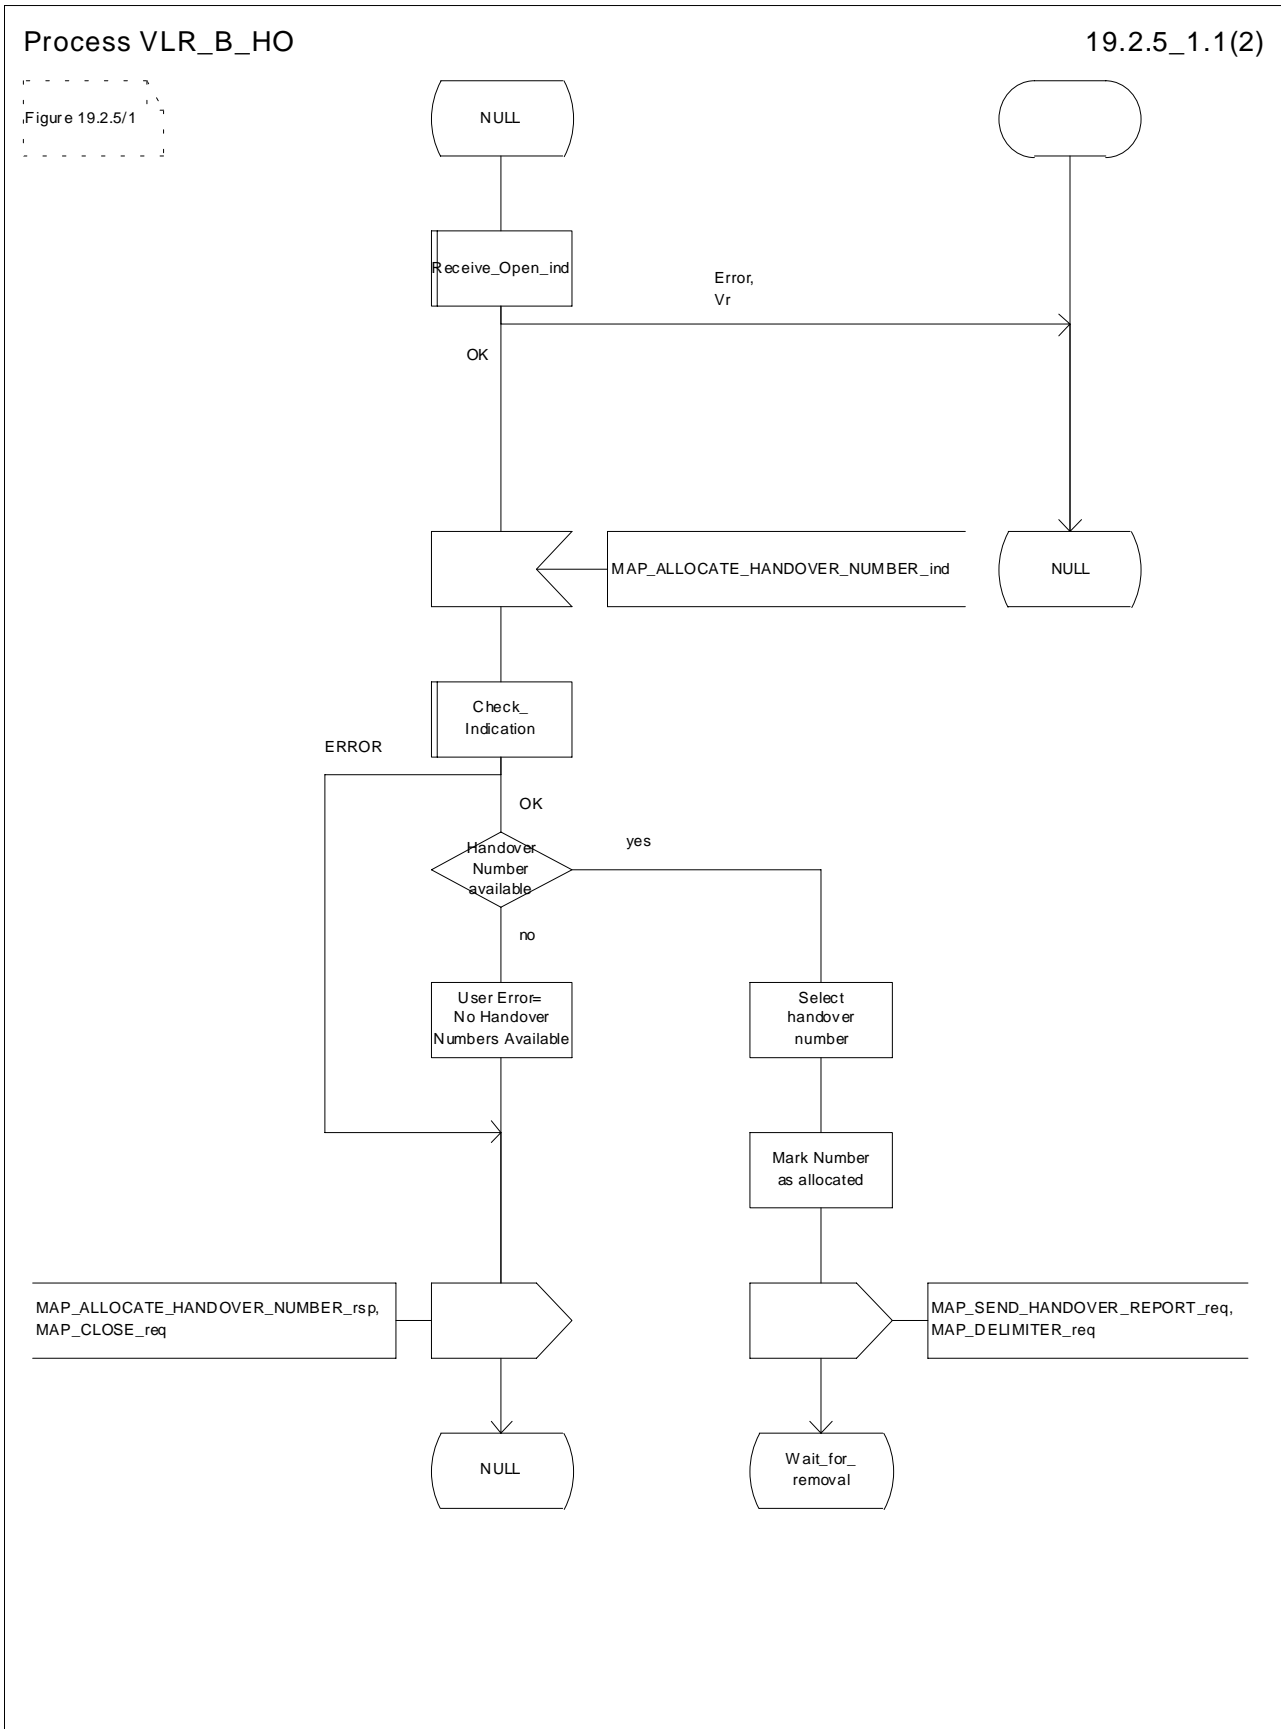 Process VLR_B_HO
19.2.5_1.1(2)
Figure 19.2.5/1
NULL
Receive_Open_ind
Error,
Vr
OK
MAP_ALLOCATE_HANDOVER_NUMBER_ind
NULL
Check_
Indication
ERROR
OK
Handover
Number
available
yes
no
User Error=
No Handover
Numbers Available
Select
handover
number
Mark Number
as allocated
MAP_ALLOCATE_HANDOVER_NUMBER_rsp,
MAP_CLOSE_req
MAP_SEND_HANDOVER_REPORT_req,
MAP_DELIMITER_req
NULL
Wait_for_
removal